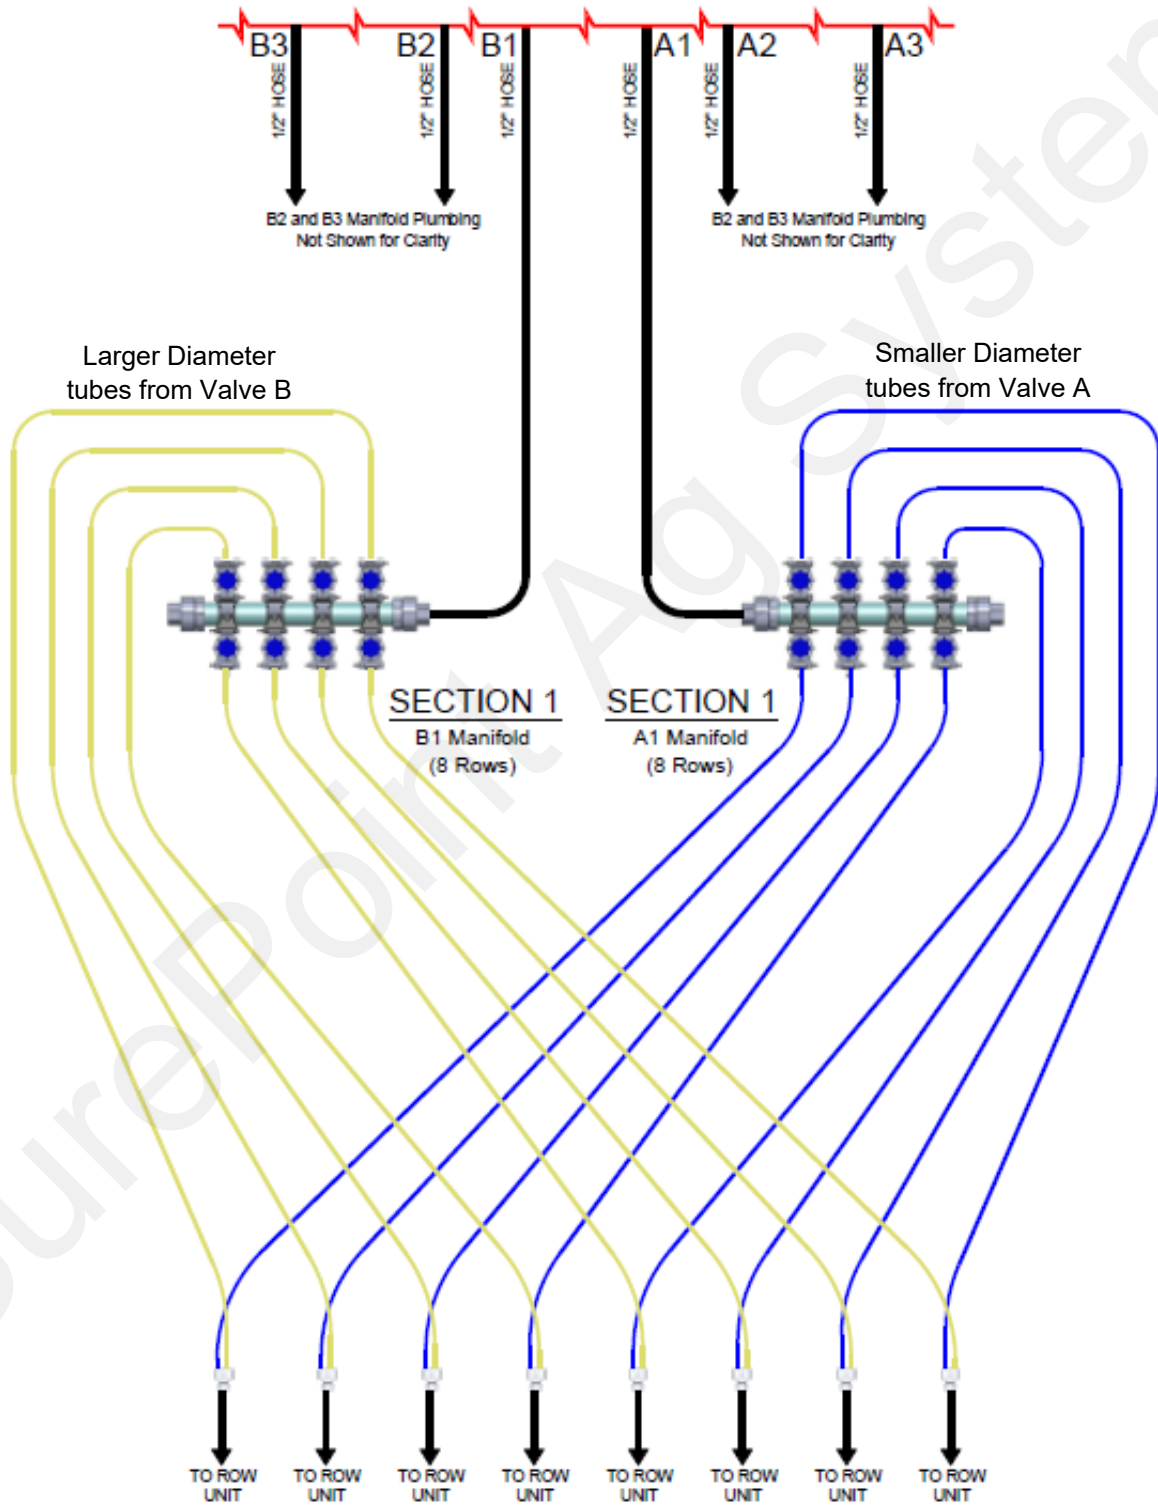 B3
B2
B1
A1
A2
A3
1/2" HOSE
1/2" HOSE
1/2" HOSE
1/2" HOSE
1/2" HOSE
1/2" HOSE
B2 and B3 Manifold Plumbing
Not Shown for Clarity
B2 and B3 Manifold Plumbing
Not Shown for Clarity
Larger Diameter
tubes from Valve B
Smaller Diameter
tubes from Valve A
SECTION 1
B1 Manifold
(8 Rows)
SECTION 1
A1 Manifold
(8 Rows)
TO ROW
UNIT
TO ROW
UNIT
TO ROW
UNIT
TO ROW
UNIT
TO ROW
UNIT
TO ROW
UNIT
TO ROW
UNIT
TO ROW
UNIT
urePoint Ag System